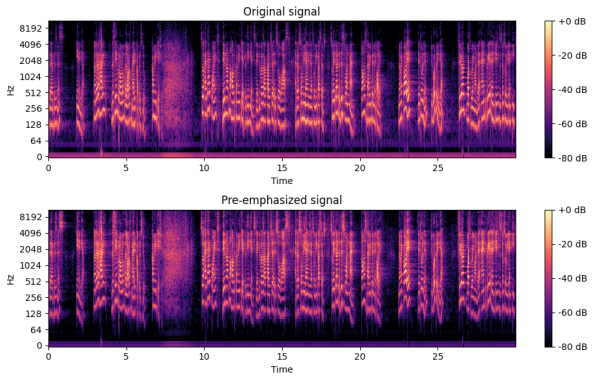 Original signal
8192
4096
2048
1024
512
256
128
64
0
Hz
0 5 10 15 20 25
Time
+0 dB
-20 dB
-40 dB
-60 dB
-80 dB
Pre-emphasized signal
8192
4096
2048
1024
512
256
128
64
0
Hz
0 5 10 15 20 25
Time
+0 dB
-20 dB
-40 dB
-60 dB
-80 dB